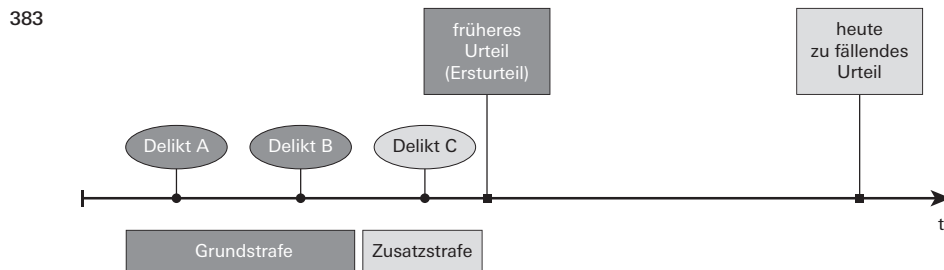 383
früheres
Urteil
(Ersturteil)
heute
zu fällendes
Urteil
Delikt A
Delikt B
Delikt C
t
Grundstrafe
Zusatzstrafe